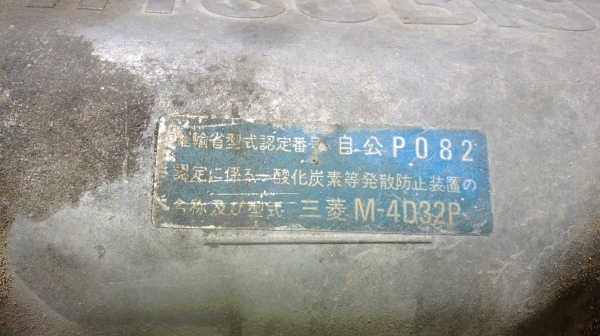 MITSUBISHI
運輸省型式認定番号 自公P082
認定に係る一酸化炭素等発散防止装置の
名称及び型式 三菱 M-4D32P